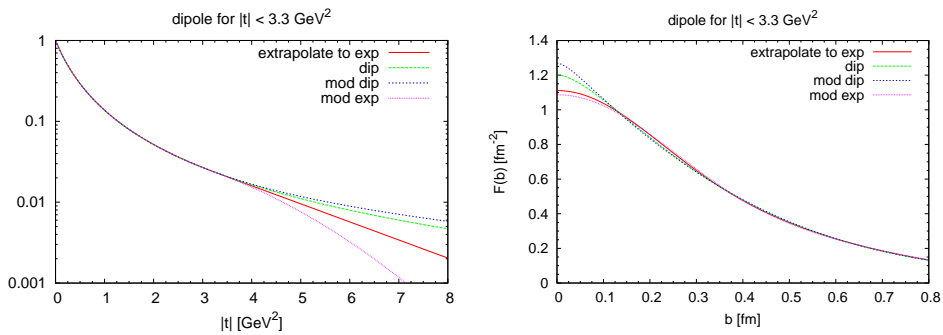 dipole for |t| < 3.3 GeV²
1
0.1
0.01
0.001
extrapolate to exp
dip
mod dip
mod exp
0 1 2 3 4 5 6 7 8
|t| [GeV²]
dipole for |t| < 3.3 GeV²
F(b) [fm⁻²]
1.4
1.2
1
0.8
0.6
0.4
0.2
0
extrapolate to exp
dip
mod dip
mod exp
0 0.1 0.2 0.3 0.4 0.5 0.6 0.7 0.8
b [fm]